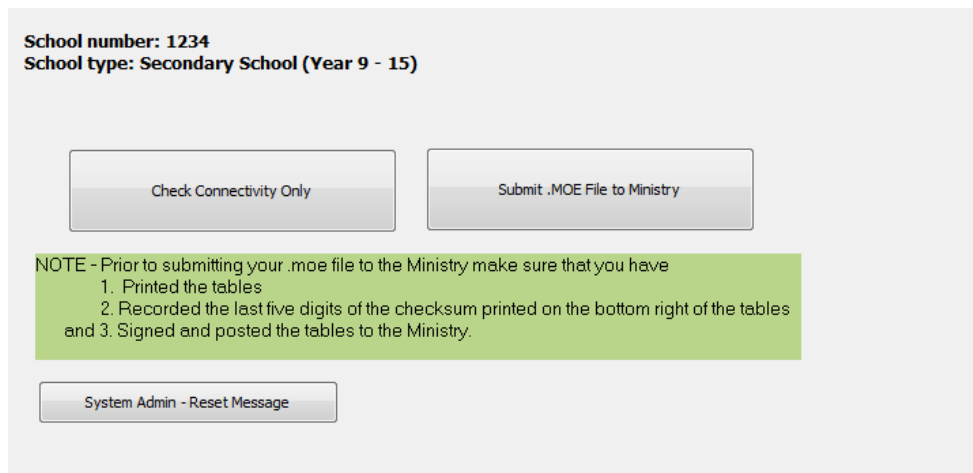 School number: 1234
School type: Secondary School (Year 9 - 15)
Check Connectivity Only
Submit .MOE File to Ministry
NOTE - Prior to submitting your .moe file to the Ministry make sure that you have
1. Printed the tables
2. Recorded the last five digits of the checksum printed on the bottom right of the tables
and 3. Signed and posted the tables to the Ministry.
System Admin - Reset Message